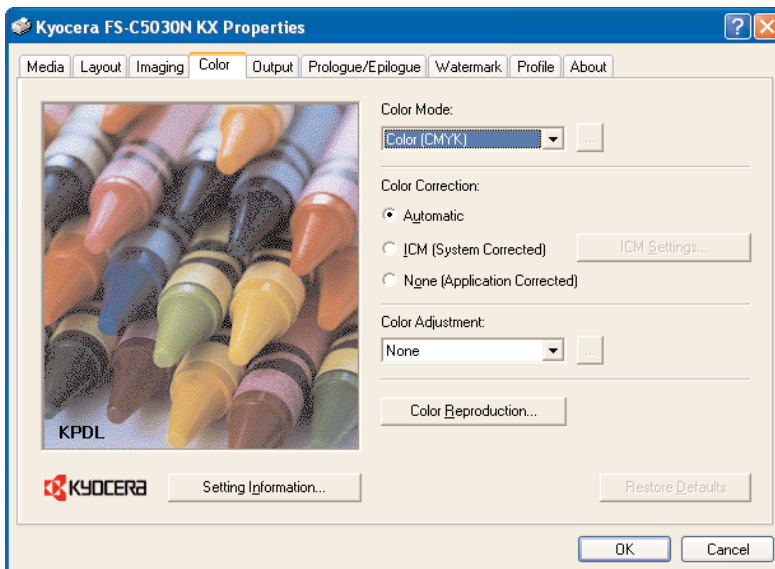 Kyocera FS-C5030N KX Properties
Media Layout Imaging Color Output Prologue/Epilogue Watermark Profile About
Color Mode:
Color (CMYK)
...
Color Correction:
Automatic
ICM (System Corrected)
ICM Settings...
None (Application Corrected)
Color Adjustment:
None
...
Color Reproduction...
KPDL
KYOCERA
Setting Information...
Restore Defaults
OK
Cancel